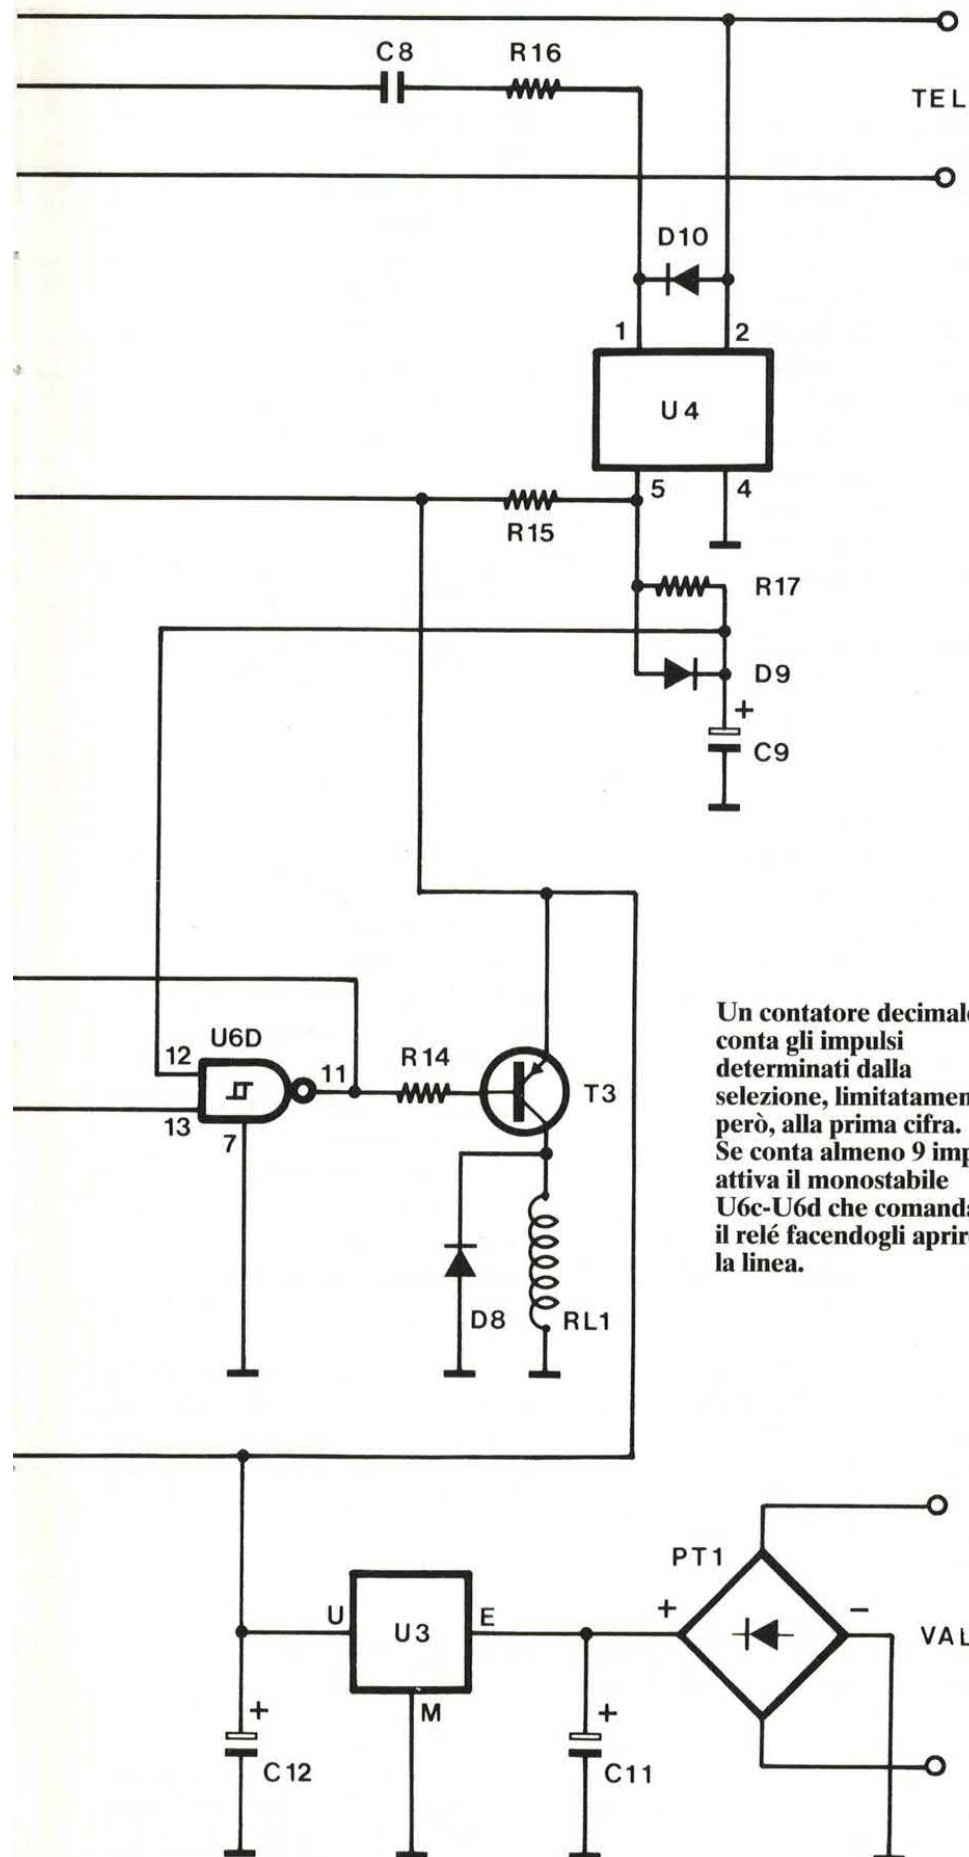 C8
R16
TEL
D10
1
2
U4
5
4
R15
R17
D9
+
C9
U6D
12
11
R14
T3
13
7
D8
RL1
Un contatore decimale
conta gli impulsi
determinati dalla
selezione, limitatamen
però, alla prima cifra.
Se conta almeno 9 imp
attiva il monostabile
U6c-U6d che comanda
il relé facendogli aprire
la linea.
PT1
U
U3
E
+
-
VAL
M
+
C12
+
C11